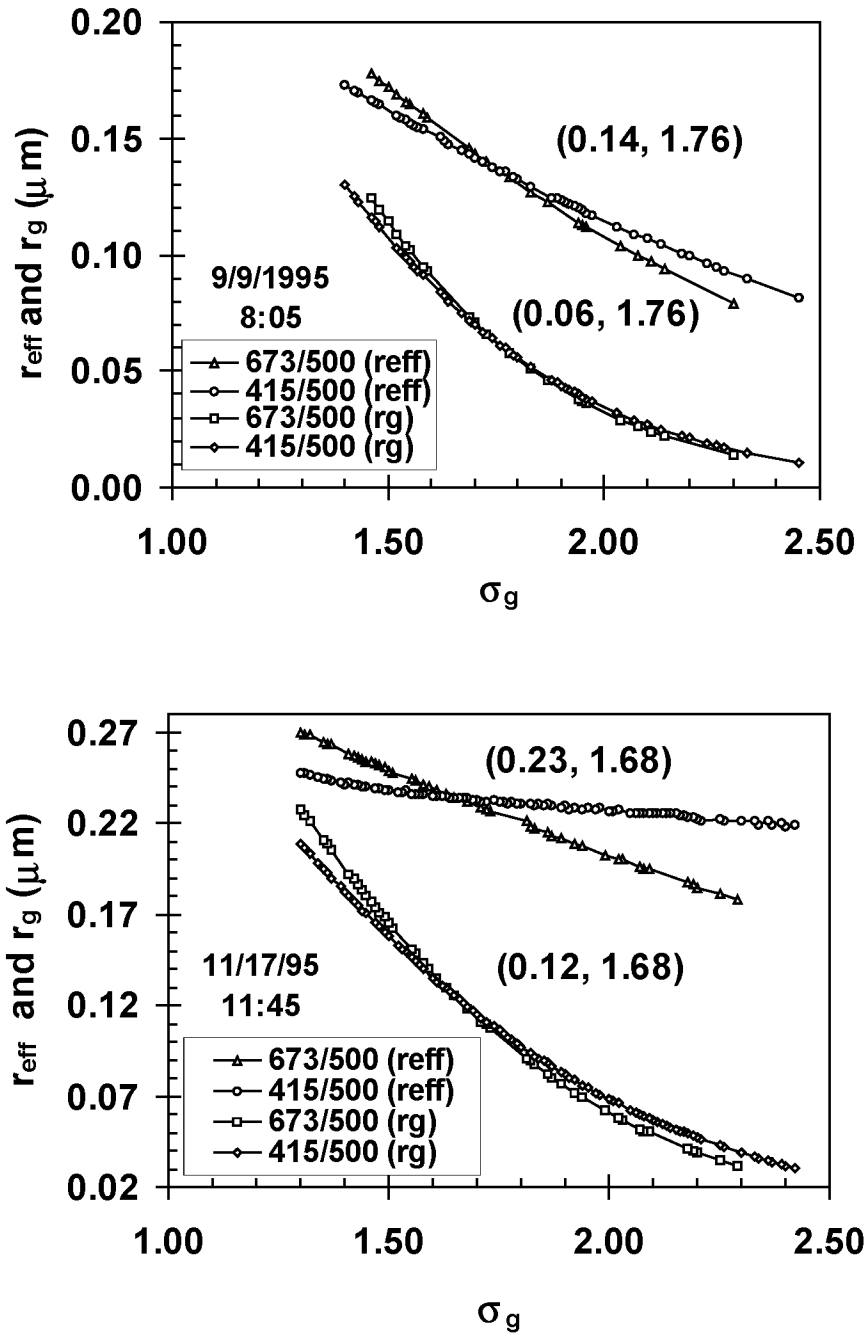 0.20
0.15
0.10
0.05
0.00
reff and rg (μm)
(0.14, 1.76)
(0.06, 1.76)
9/9/1995
8:05
673/500 (reff)
415/500 (reff)
673/500 (rg)
415/500 (rg)
1.00 1.50 2.00 2.50
σg
0.27
0.22
0.17
0.12
0.07
0.02
reff and rg (μm)
(0.23, 1.68)
(0.12, 1.68)
11/17/95
11:45
673/500 (reff)
415/500 (reff)
673/500 (rg)
415/500 (rg)
1.00 1.50 2.00 2.50
σg